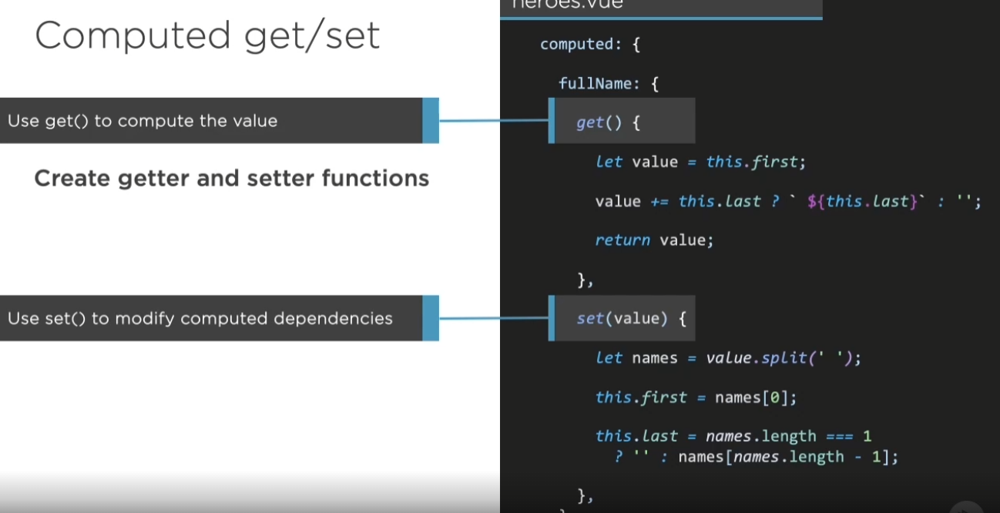 Computed get/set
Use get() to compute the value
Create getter and setter functions
Use set() to modify computed dependencies
heroes.vue
computed: {
fullName: {
get() {
let value = this.first;
value += this.last ? ` ${this.last}` : '';
return value;
},
set(value) {
let names = value.split(' ');
this.first = names[0];
this.last = names.length === 1
? '' : names[names.length - 1];
},